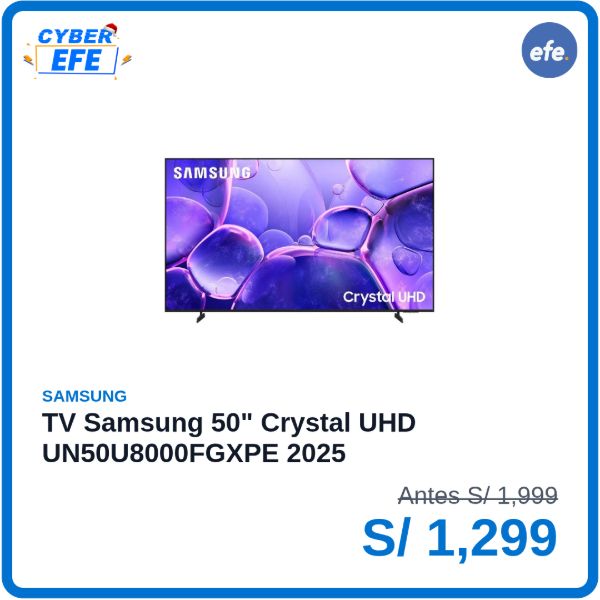 CYBER
EFE
efe.
SAMSUNG
Crystal UHD
SAMSUNG
TV Samsung 50" Crystal UHD
UN50U8000FGXPE 2025
Antes S/ 1,999
S/ 1,299